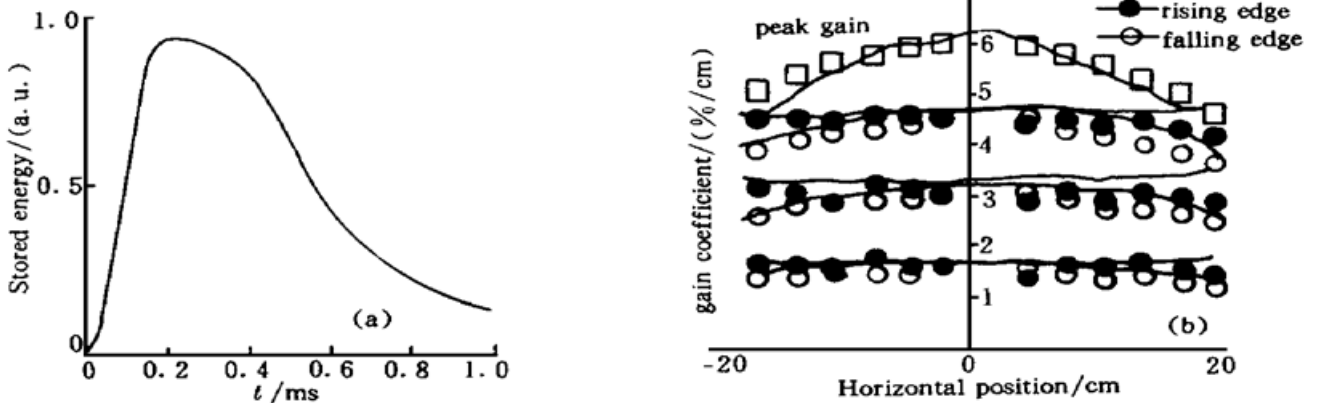 1.0
0.5
0
Stored energy/(a. u.)
0 0.2 0.4 0.6 0.8 1.0
t /ms
(a)
peak gain
rising edge
falling edge
6
5
4
3
2
1
gain coefficient/(%/cm)
(b)
-20 0 20
Horizontal position/cm